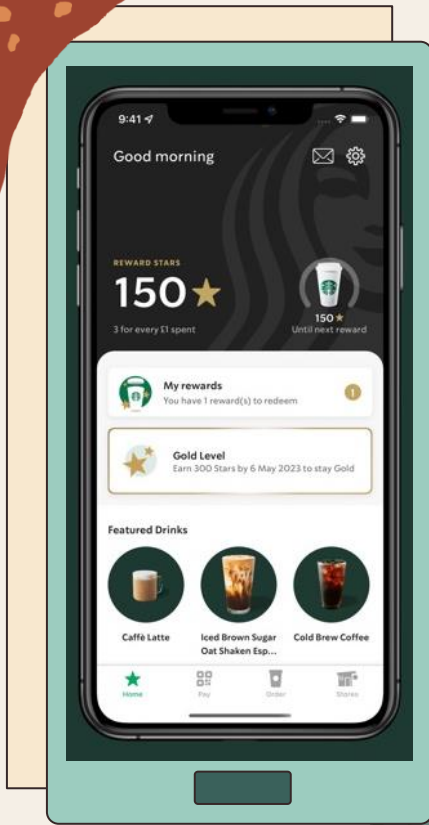 9:41
Good morning
REWARD STARS
150
3 for every £1 spent
150
Until next reward
My rewards
You have 1 reward(s) to redeem
1
Gold Level
Earn 300 Stars by 6 May 2023 to stay Gold
Featured Drinks
Caffè Latte
Iced Brown Sugar
Oat Shaken Esp...
Cold Brew Coffee
Home
Pay
Order
Stores